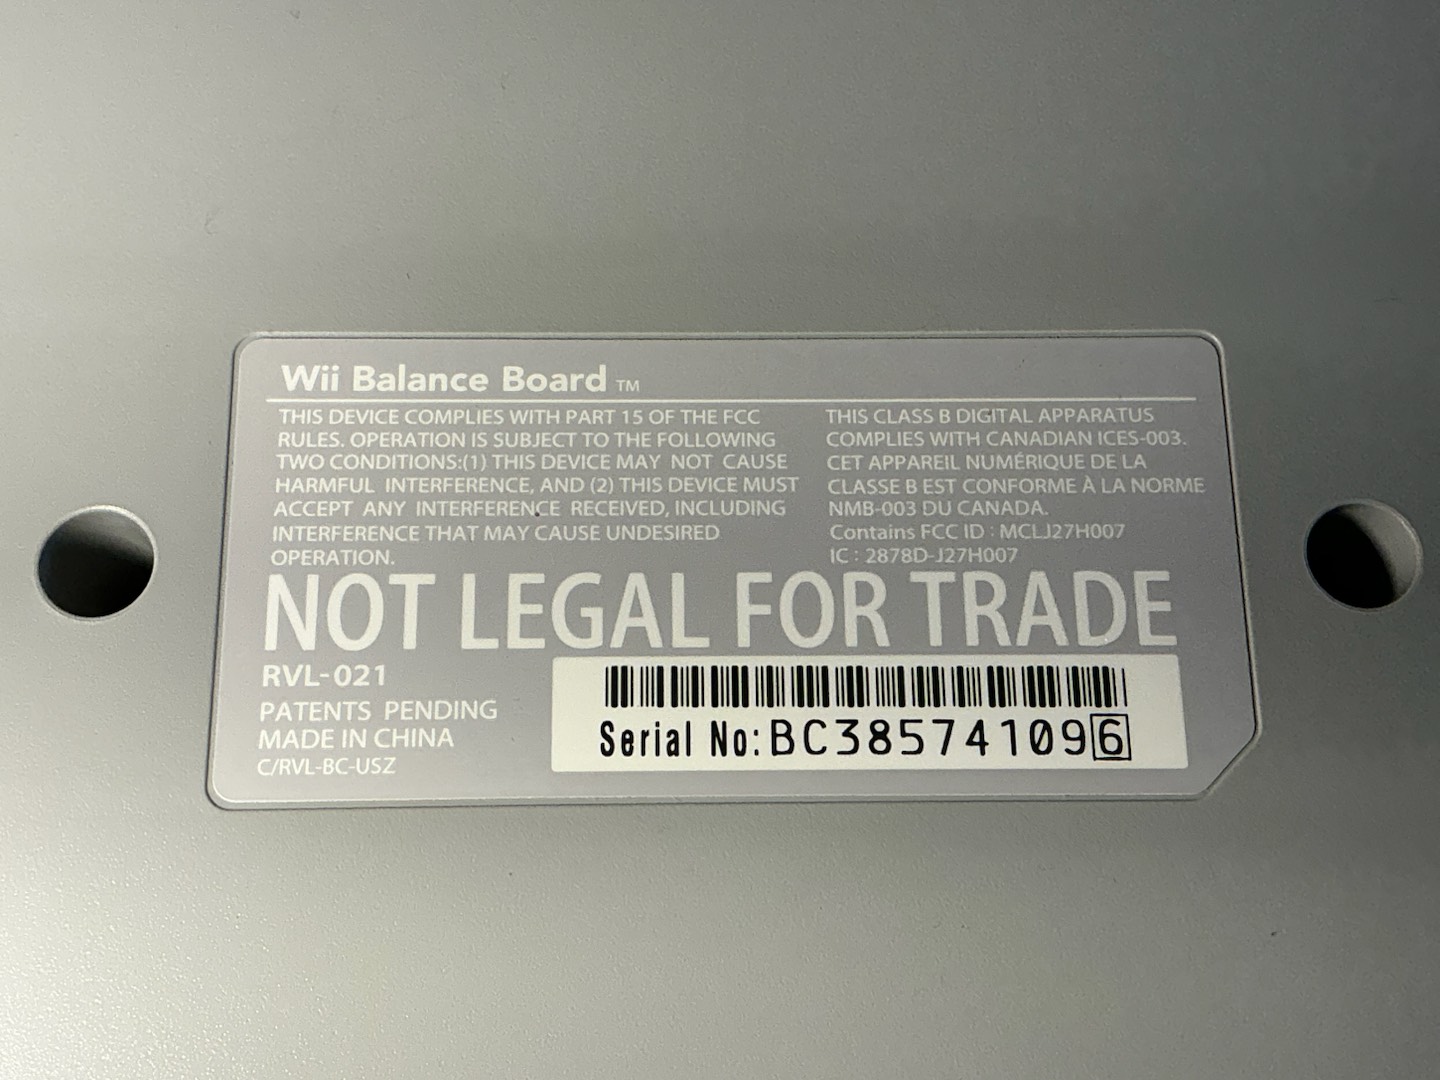 Wii Balance Board ™
THIS DEVICE COMPLIES WITH PART 15 OF THE FCC
RULES. OPERATION IS SUBJECT TO THE FOLLOWING
TWO CONDITIONS:(1) THIS DEVICE MAY NOT CAUSE
HARMFUL INTERFERENCE, AND (2) THIS DEVICE MUST
ACCEPT ANY INTERFERENCE RECEIVED, INCLUDING
INTERFERENCE THAT MAY CAUSE UNDESIRED
OPERATION.
THIS CLASS B DIGITAL APPARATUS
COMPLIES WITH CANADIAN ICES-003.
CET APPAREIL NUMÉRIQUE DE LA
CLASSE B EST CONFORME À LA NORME
NMB-003 DU CANADA.
Contains FCC ID : MCLJ27H007
IC : 2878D-J27H007
NOT LEGAL FOR TRADE
RVL-021
PATENTS PENDING
MADE IN CHINA
C/RVL-BC-USZ
Serial No:BC385741096